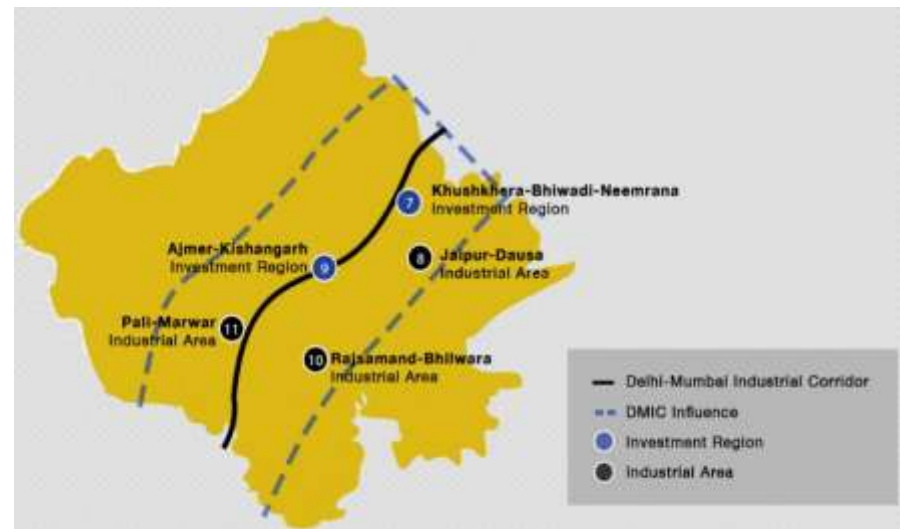 Khushkhera-Bhiwadi-Neemrana
7
Investment Region
Ajmer-Kishangarh
Investment Region
9
8
Jaipur-Dausa
Industrial Area
Pali-Marwar
Industrial Area
11
10
Rajsamand-Bhilwara
Industrial Area
Delhi-Mumbai Industrial Corridor
DMIC Influence
Investment Region
Industrial Area